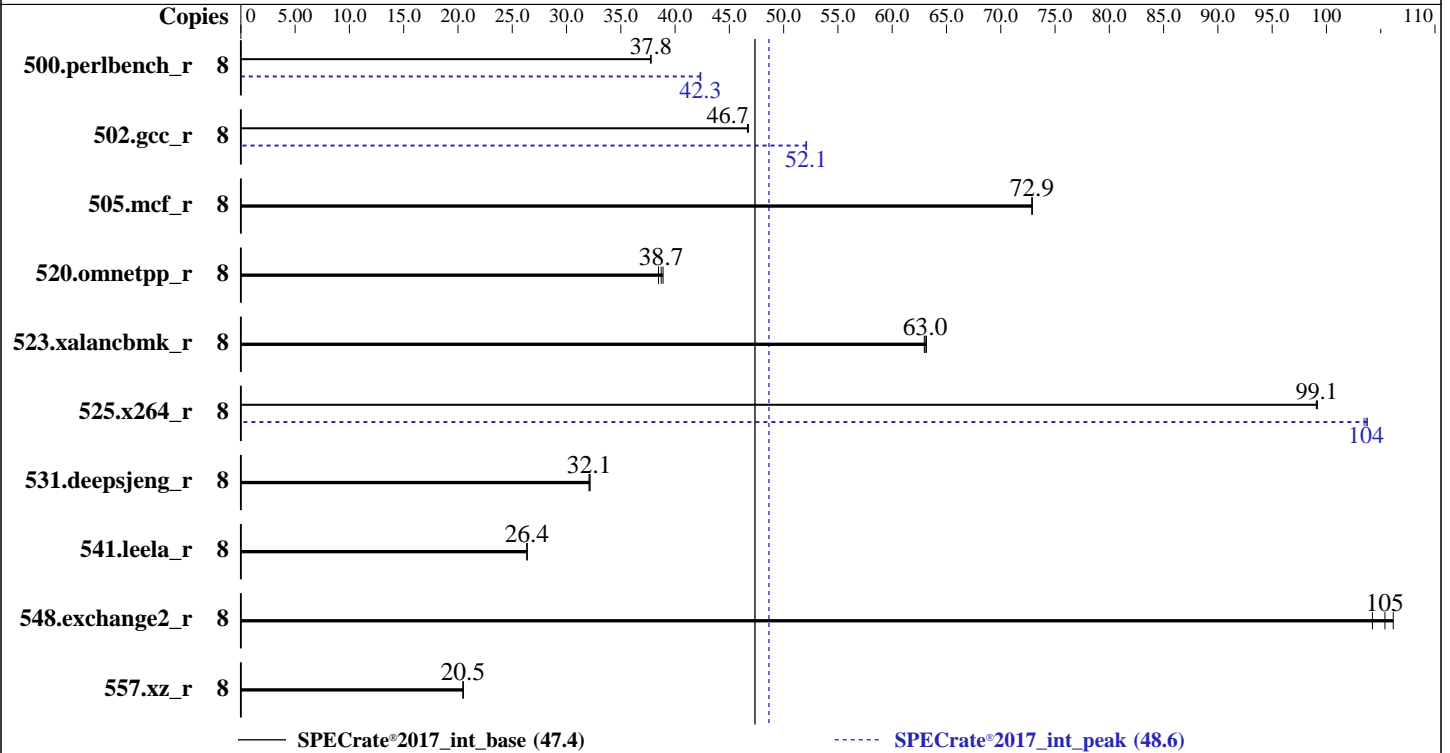 Copies 0 5.00 10.0 15.0 20.0 25.0 30.0 35.0 40.0 45.0 50.0 55.0 60.0 65.0 70.0 75.0 80.0 85.0 90.0 95.0 100 110
500.perlbench_r 8 37.8
42.3
502.gcc_r 8 46.7
52.1
505.mcf_r 8 72.9
520.omnetpp_r 8 38.7
523.xalancbmk_r 8 63.0
525.x264_r 8 99.1
104
531.deepsjeng_r 8 32.1
541.leela_r 8 26.4
548.exchange2_r 8 105
557.xz_r 8 20.5
SPECrate®2017_int_base (47.4) SPECrate®2017_int_peak (48.6)